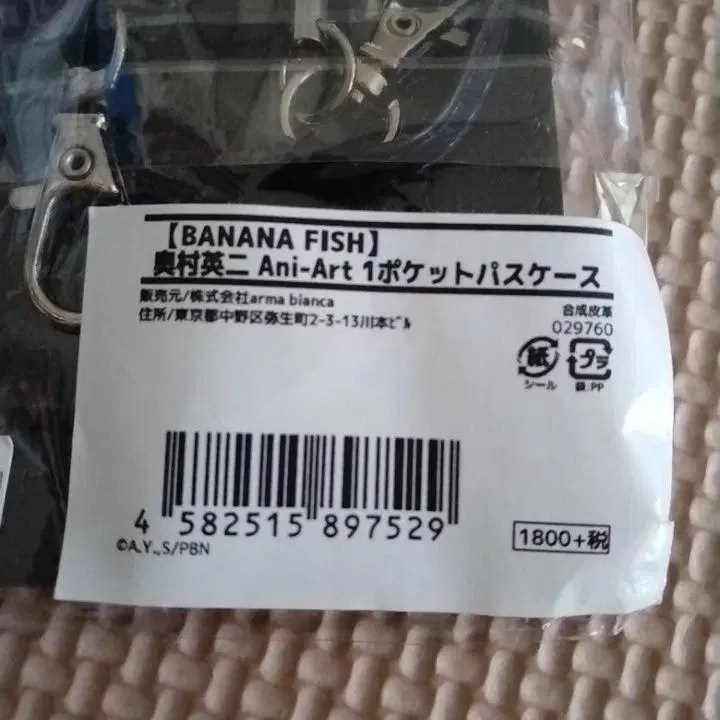 【BANANA FISH】
奥村英二 Ani-Art 1ポケットパスケース
販売元/株式会社arma bianca
住所/東京都中野区弥生町2-3-13川本ビル
合成皮革
029760
紙 プラ
シール 袋:PP
4 582515 897529
©A.Y.,S/PBN
1800+税